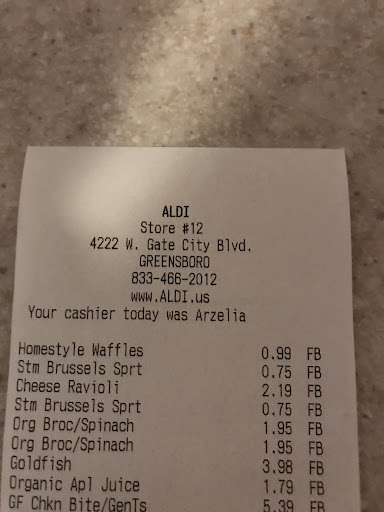 ALDI
Store #12
4222 W. Gate City Blvd.
GREENSBORO
833-466-2012
www.ALDI.us
Your cashier today was Arzelia
Homestyle Waffles 0.99 FB
Stm Brussels Sprt 0.75 FB
Cheese Ravioli 2.19 FB
Stm Brussels Sprt 0.75 FB
Org Broc/Spinach 1.95 FB
Org Broc/Spinach 1.95 FB
Goldfish 3.98 FB
Organic Apl Juice 1.79 FB
GF Chkn Bite/GenTs 5.39 FB